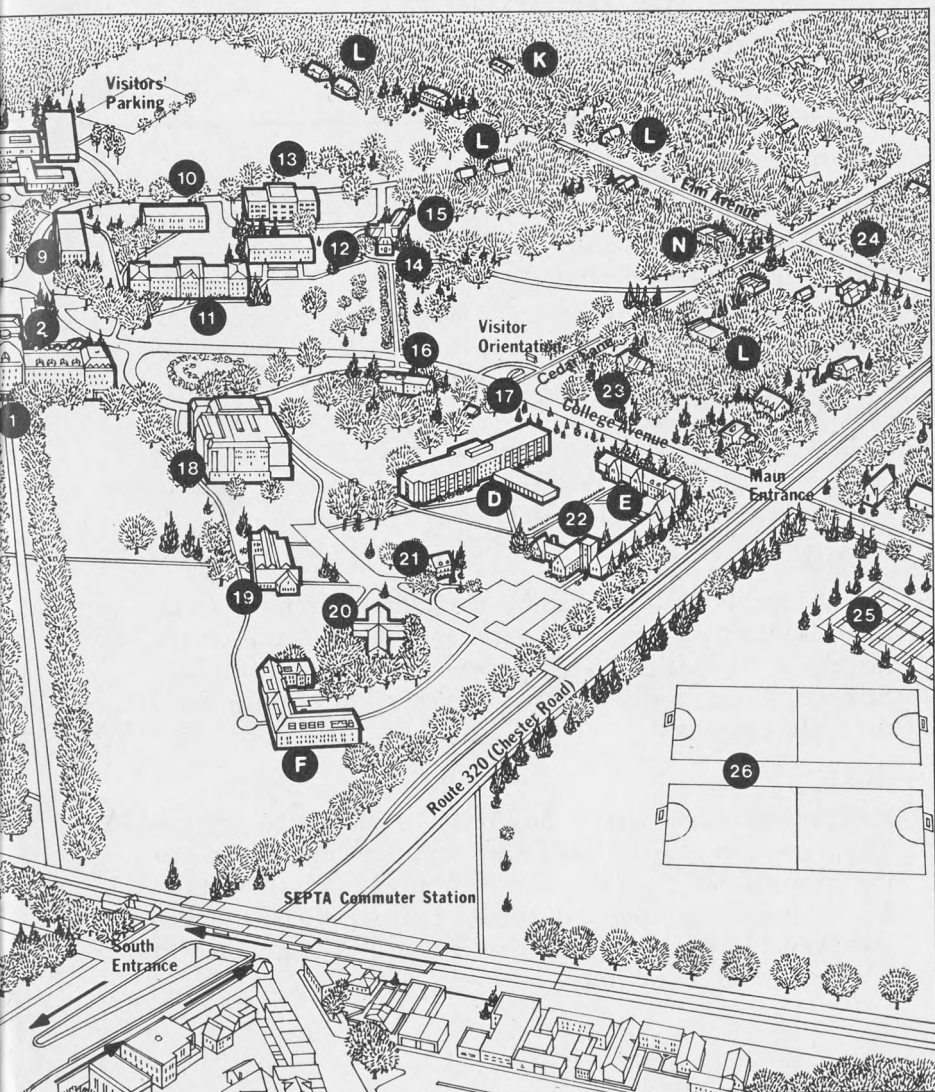 L
K
Visitors'
Parking
L
L
13
10
Elm Avenue
15
N
24
9
12
14
11
2
Visitor
Orientation
16
L
Cedar Lane
23
17
1
College Avenue
18
Main
Entrance
D
E
22
21
19
20
25
Route 320 (Chester Road)
F
26
SEPTA Commuter Station
South
Entrance